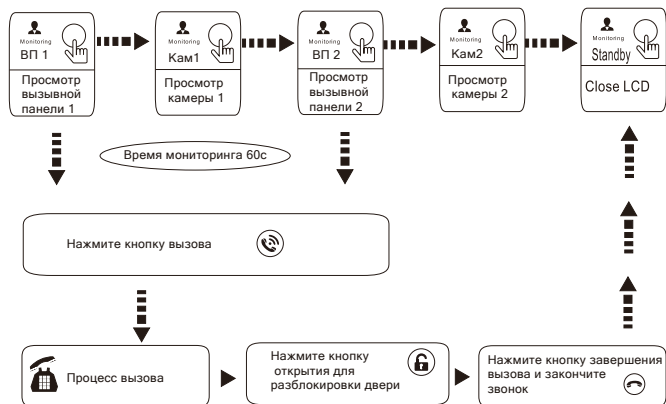 Monitoring
ВП 1
Просмотр
вызывной
панели 1
Monitoring
Кам1
Просмотр
камеры 1
Monitoring
ВП 2
Просмотр
вызывной
панели 2
Monitoring
Кам2
Просмотр
камеры 2
Monitoring
Standby
Close LCD
Время мониторинга 60с
Нажмите кнопку вызова
Процесс вызова
Нажмите кнопку
открытия для
разблокировки двери
Нажмите кнопку завершения
вызова и закончите
звонок